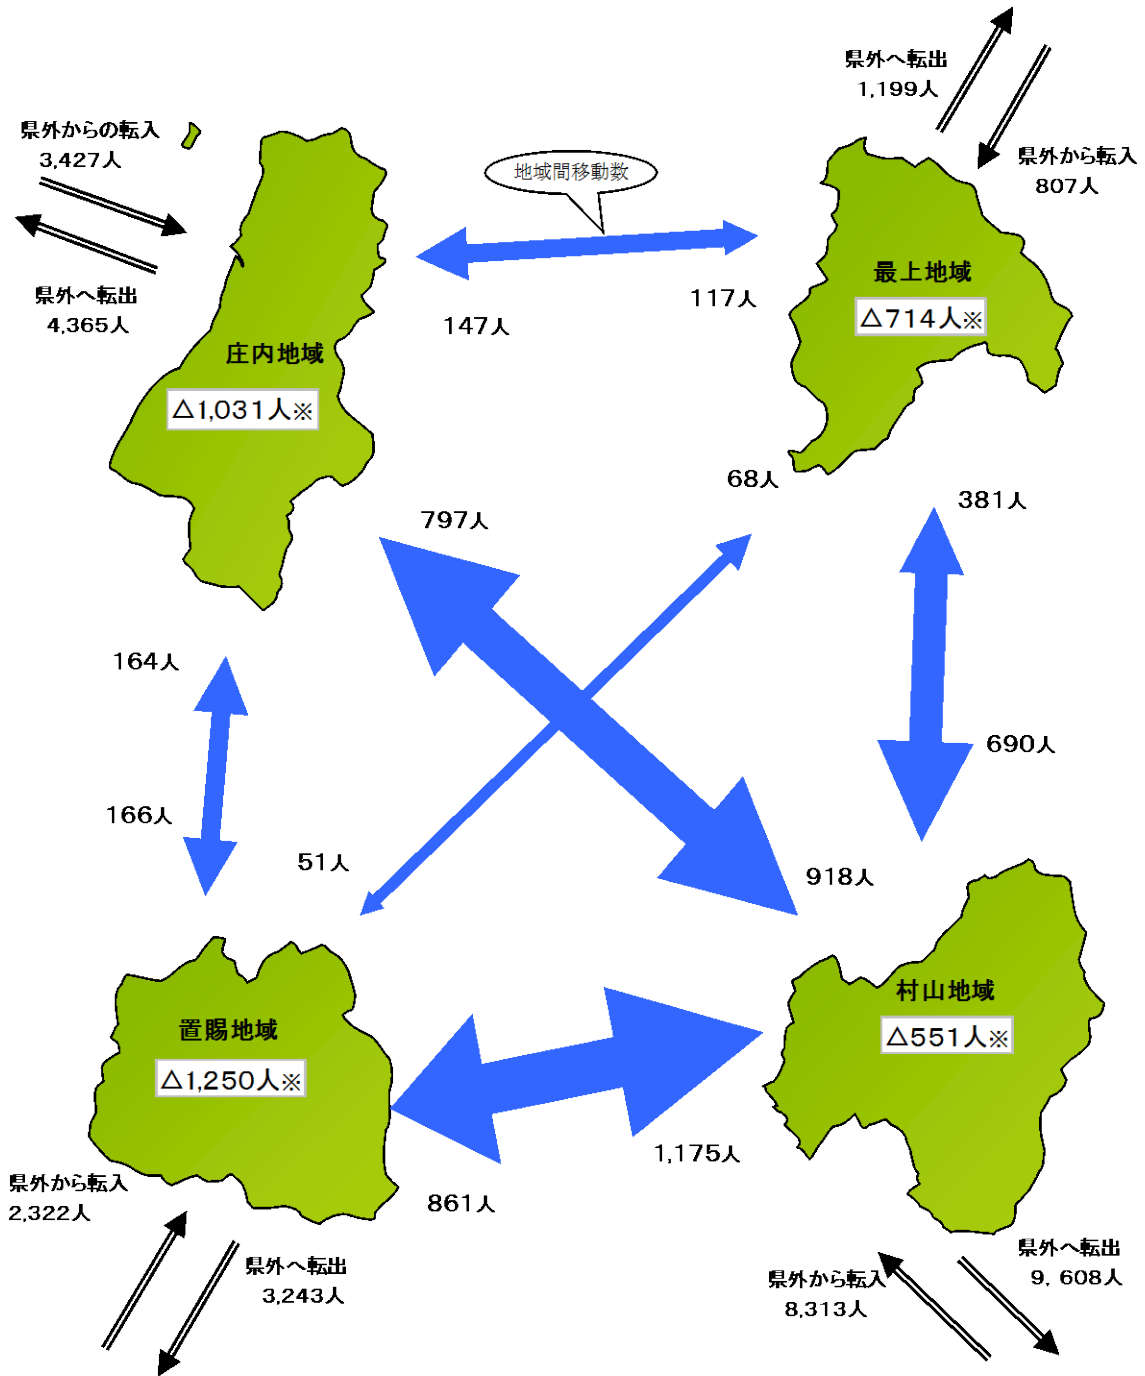 県外へ転出
1,199人
県外からの転入
3,427人
地域間移動数
県外から転入
807人
最上地域
△714人※
117人
147人
県外へ転出
4,365人
庄内地域
△1,031人※
68人
381人
797人
164人
690人
166人
51人
918人
村山地域
△551人※
置賜地域
△1,250人※
1,175人
861人
県外から転入
2,322人
県外へ転出
3,243人
県外から転入
8,313人
県外へ転出
9, 608人